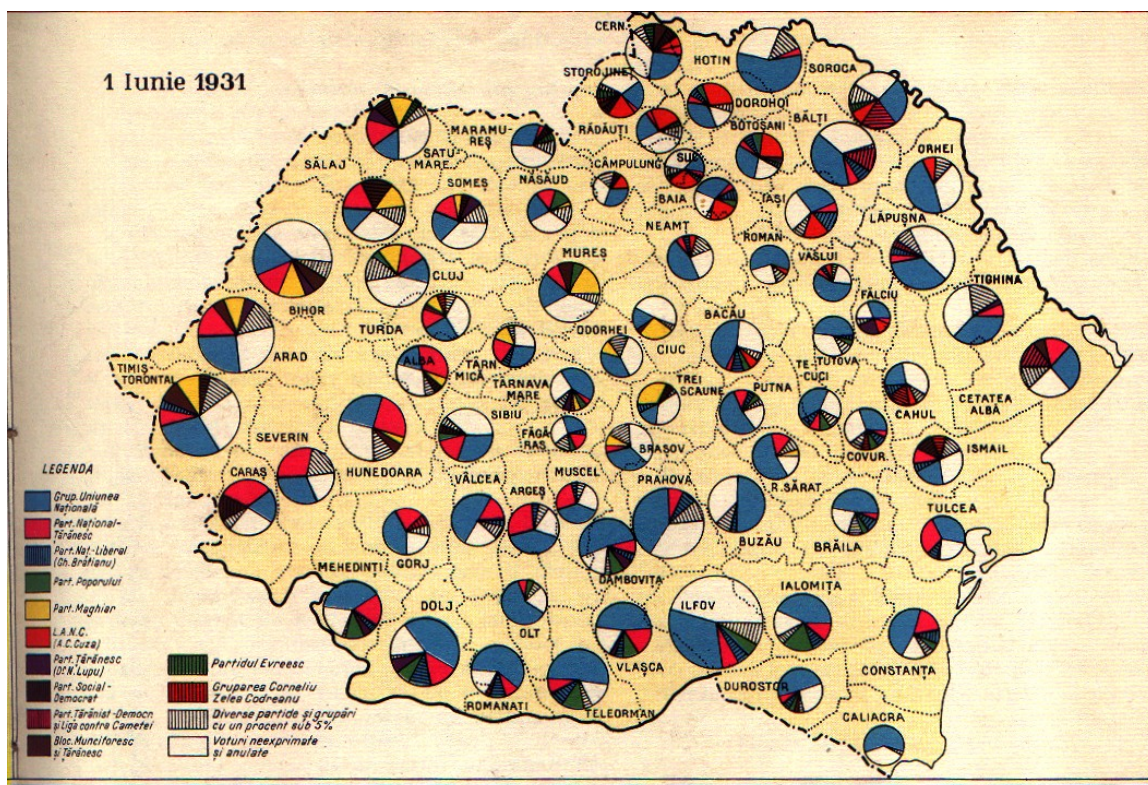 1 Iunie 1931
CERN.
HOTIN
SOROCA
STOROJINEȚ
DOROHOI
RĂDĂUȚI
BOTOȘANI
BĂLȚI
MARAMU-
REȘ
SATU-
MARE
SĂLAJ
CÂMPULUNG
SUC.
ORHEI
SOMEȘ
NĂSĂUD
BAIA
IAȘI
LĂPUȘNA
NEAMȚ
ROMAN
VASLUI
MUREȘ
CLUJ
TIGHINA
FĂLCIU
BIHOR
TURDA
ODORHEI
CIUC
BACĂU
TUTOVA
ARAD
ALBA
TÂRN.
MICĂ
TE-
CUCI
TIMIȘ
TORONTAL
TÂRNAVA
MARE
TREI
SCAUNE
PUTNA
CAHUL
CETATEA
ALBĂ
SIBIU
SEVERIN
FĂGĂ
RAȘ
COVUR.
HUNEDOARA
BRAȘOV
ISMAIL
CARAȘ
VÂLCEA
ARGEȘ
MUSCEL
PRAHOVA
R.SĂRAT
BUZĂU
BRĂILA
TULCEA
GORJ
MEHEDINȚI
DÂMBOVIȚA
DOLJ
OLT
ILFOV
IALOMIȚA
VLAȘCA
CONSTANȚA
DUROSTOR
ROMANAȚI
TELEORMAN
CALIACRA
LEGENDA
Grup. Uniunea
Națională
Part. Național-
Țărănesc
Part. Naț.-Liberal
(Gh. Brătianu)
Part. Poporului
Part. Maghiar
L.A.N.C.
(A.C. Cuza)
Part. Țărănesc
(Dr. N. Lupu)
Part. Social-
Democrat
Part. Țărănist-Democr.
și Liga contra Cametei
Bloc. Muncitoresc
și Țărănesc
Partidul Evreesc
Gruparea Corneliu
Zelea Codreanu
Diverse partide și grupări
cu un procent sub 5%
Voturi neexprimate
și anulate